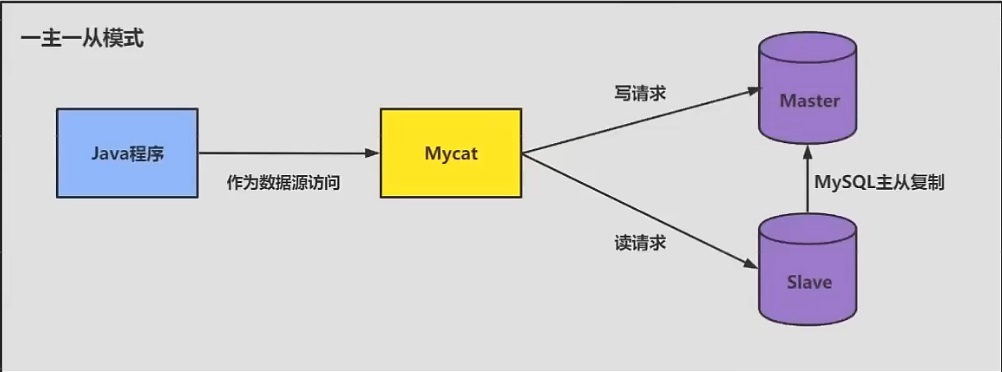 一主一从模式
Java程序
作为数据源访问
Mycat
写请求
读请求
Master
MySQL主从复制
Slave